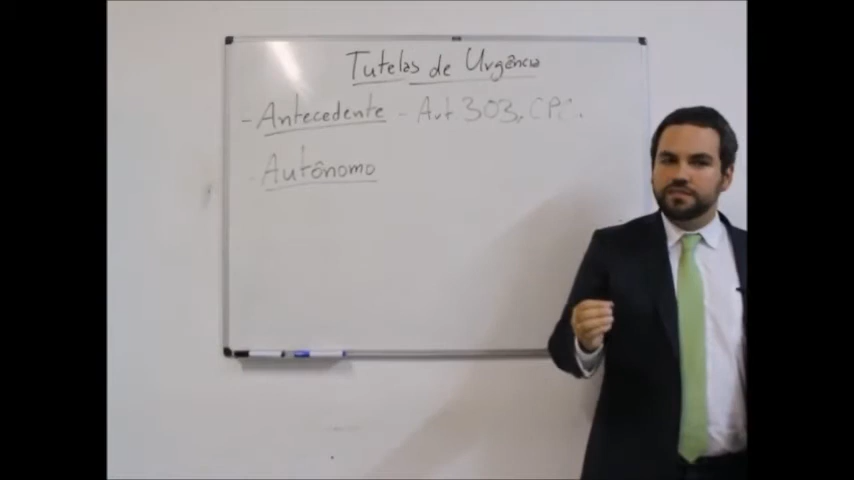 Tutelas de Urgência
- Antecedente - Art 303, CPC.
- Autônomo